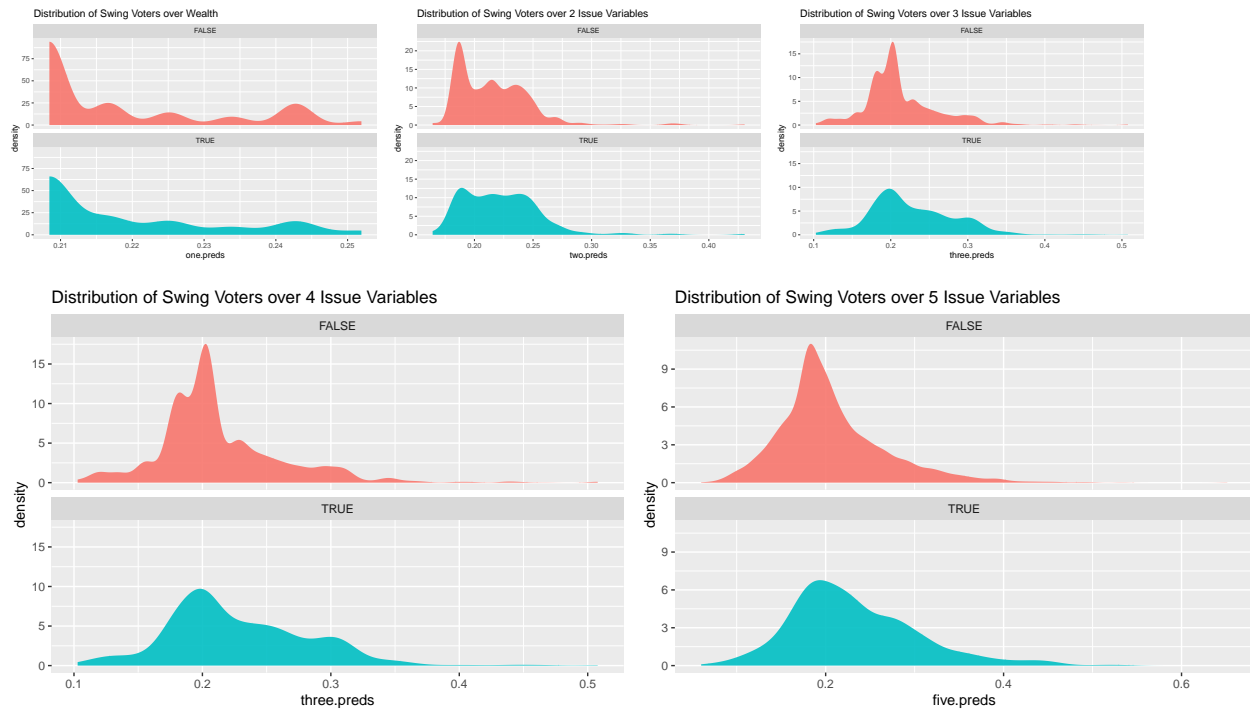 Distribution of Swing Voters over Wealth
FALSE
75
50
25
0
TRUE
75
50
25
0
density
0.21 0.22 0.23 0.24 0.25
one.preds
Distribution of Swing Voters over 2 Issue Variables
FALSE
20
15
10
5
0
TRUE
20
15
10
5
0
density
0.20 0.25 0.30 0.35 0.40
two.preds
Distribution of Swing Voters over 3 Issue Variables
FALSE
15
10
5
0
TRUE
15
10
5
0
density
0.1 0.2 0.3 0.4 0.5
three.preds
Distribution of Swing Voters over 4 Issue Variables
FALSE
15
10
5
0
TRUE
15
10
5
0
density
0.1 0.2 0.3 0.4 0.5
three.preds
Distribution of Swing Voters over 5 Issue Variables
FALSE
9
6
3
0
TRUE
9
6
3
0
density
0.2 0.4 0.6
five.preds